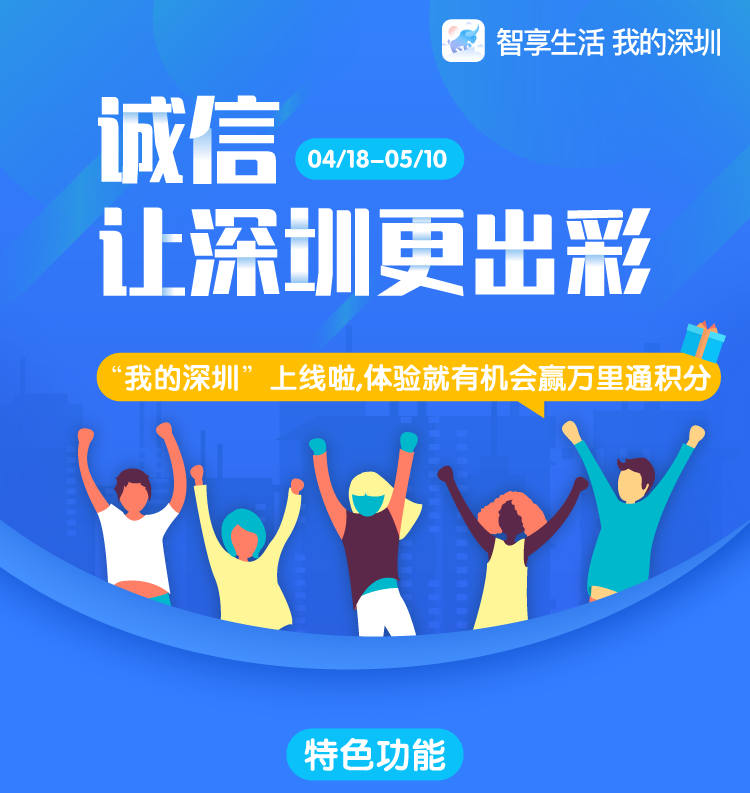 智享生活 我的深圳
诚信
04/18-05/10
让深圳更出彩
“我的深圳”上线啦,体验就有机会赢万里通积分
特色功能